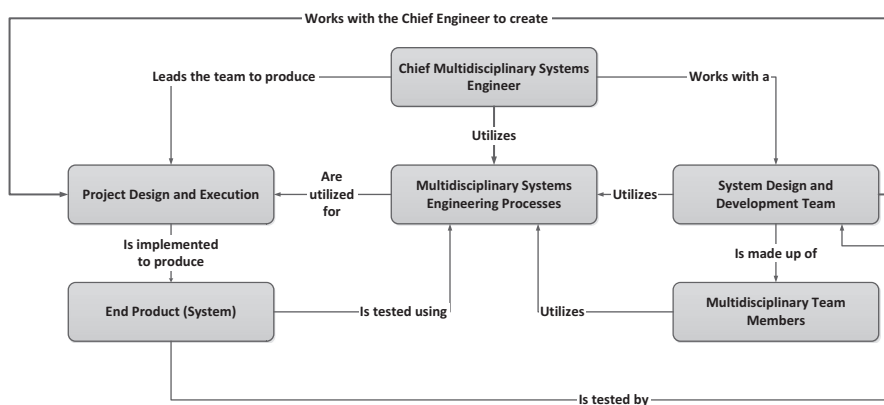 Works with the Chief Engineer to create
Leads the team to produce
Chief Multidisciplinary Systems
Engineer
Works with a
Utilizes
Project Design and Execution
Are
utilized
for
Multidisciplinary Systems
Engineering Processes
Utilizes
System Design and
Development Team
Is implemented
to produce
Is made up of
End Product (System)
Is tested using
Utilizes
Multidisciplinary Team
Members
Is tested by